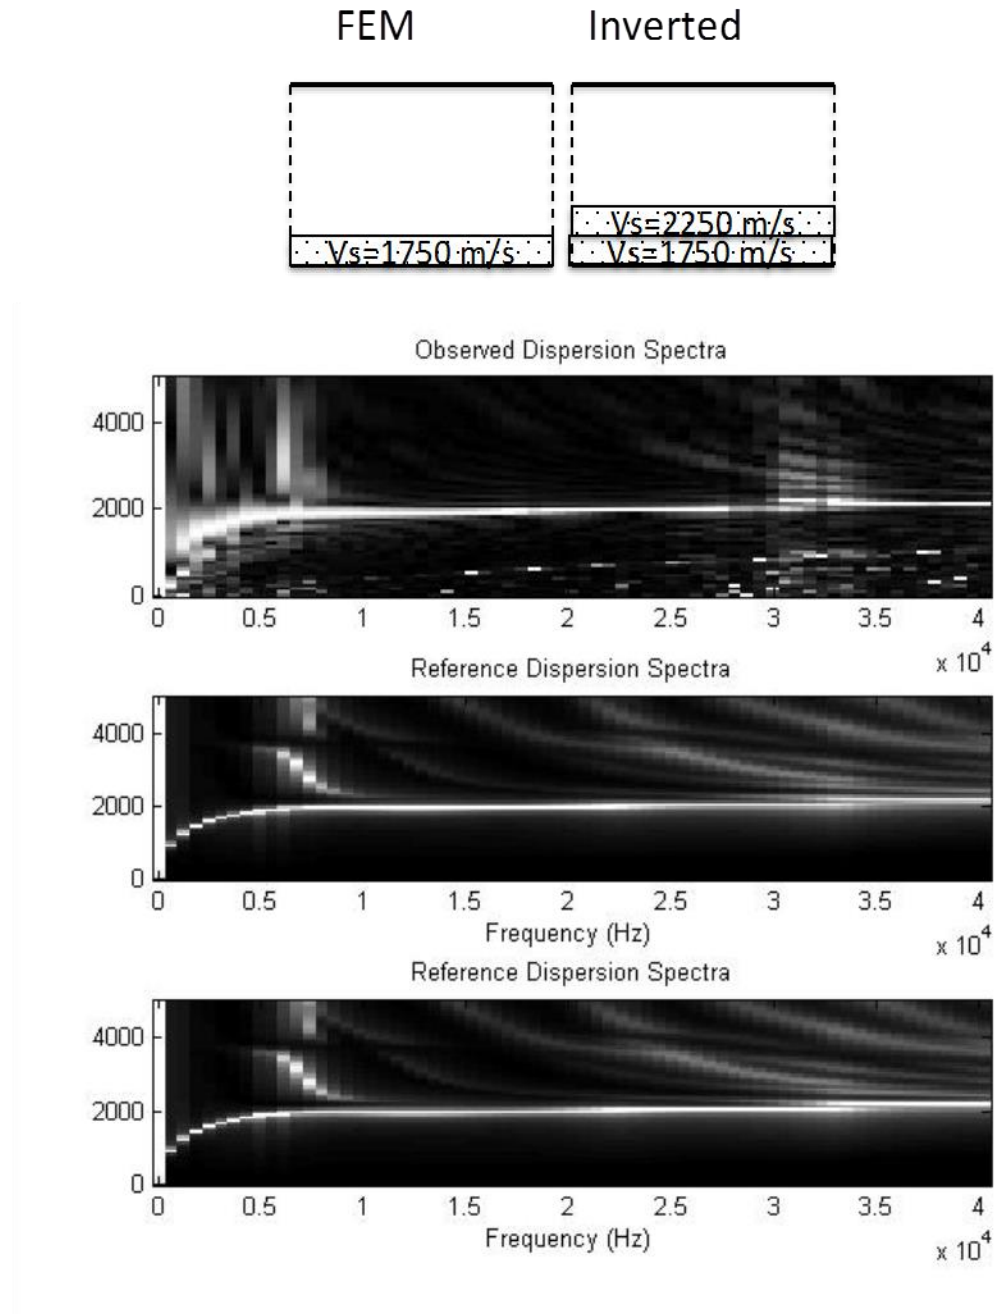 FEM Inverted
Vs=2250 m/s
Vs=1750 m/s Vs=1750 m/s
Observed Dispersion Spectra
4000
2000
0
0 0.5 1 1.5 2 2.5 3 3.5 4
x 10^4
Reference Dispersion Spectra
4000
2000
0
0 0.5 1 1.5 2 2.5 3 3.5 4
Frequency (Hz)
x 10^4
Reference Dispersion Spectra
4000
2000
0
0 0.5 1 1.5 2 2.5 3 3.5 4
Frequency (Hz)
x 10^4